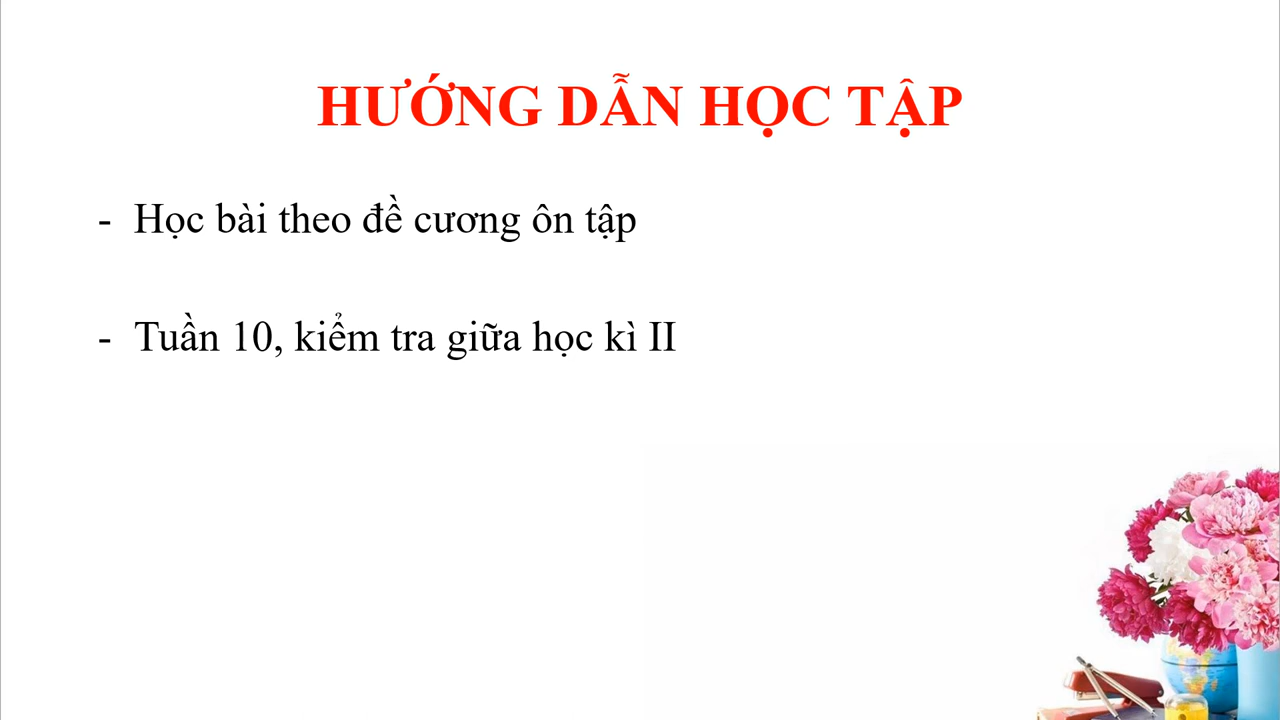 HƯỚNG DẪN HỌC TẬP
- Học bài theo đề cương ôn tập
- Tuần 10, kiểm tra giữa học kì II